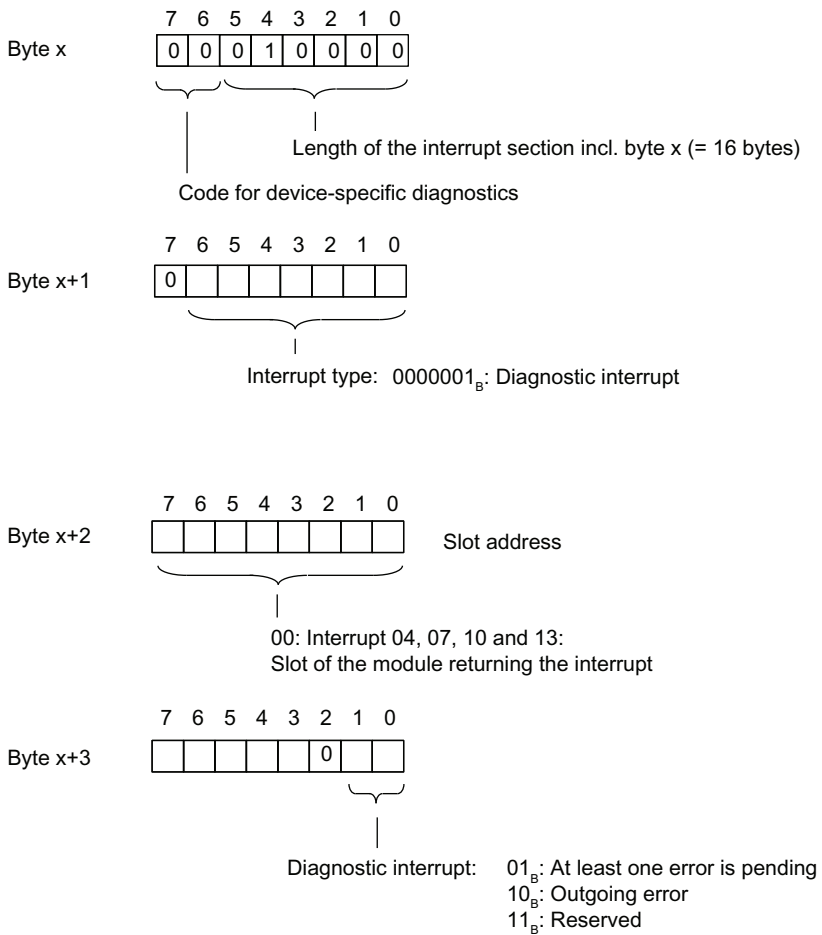 7 6 5 4 3 2 1 0
Byte x 0 0 0 1 0 0 0 0
Length of the interrupt section incl. byte x (= 16 bytes)
Code for device-specific diagnostics
7 6 5 4 3 2 1 0
Byte x+1 0
Interrupt type: 0000001B: Diagnostic interrupt
7 6 5 4 3 2 1 0
Byte x+2 Slot address
00: Interrupt 04, 07, 10 and 13:
Slot of the module returning the interrupt
7 6 5 4 3 2 1 0
Byte x+3 0
Diagnostic interrupt: 01B: At least one error is pending
10B: Outgoing error
11B: Reserved